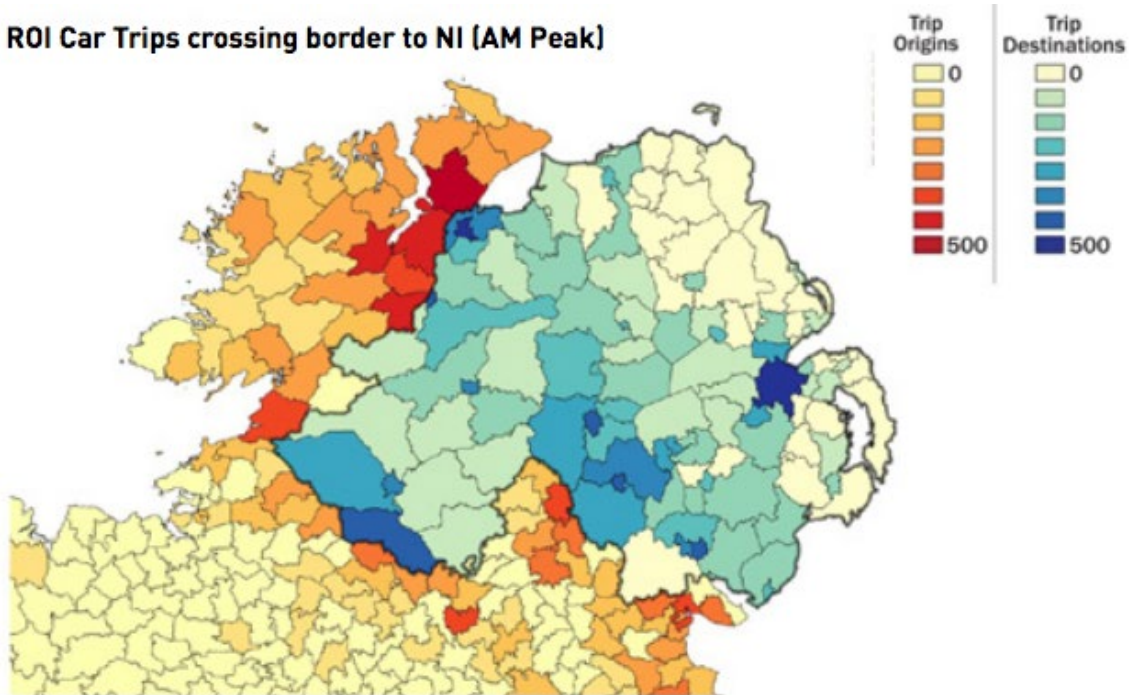 ROI Car Trips crossing border to NI (AM Peak)
Trip
Origins
0
500
Trip
Destinations
0
500